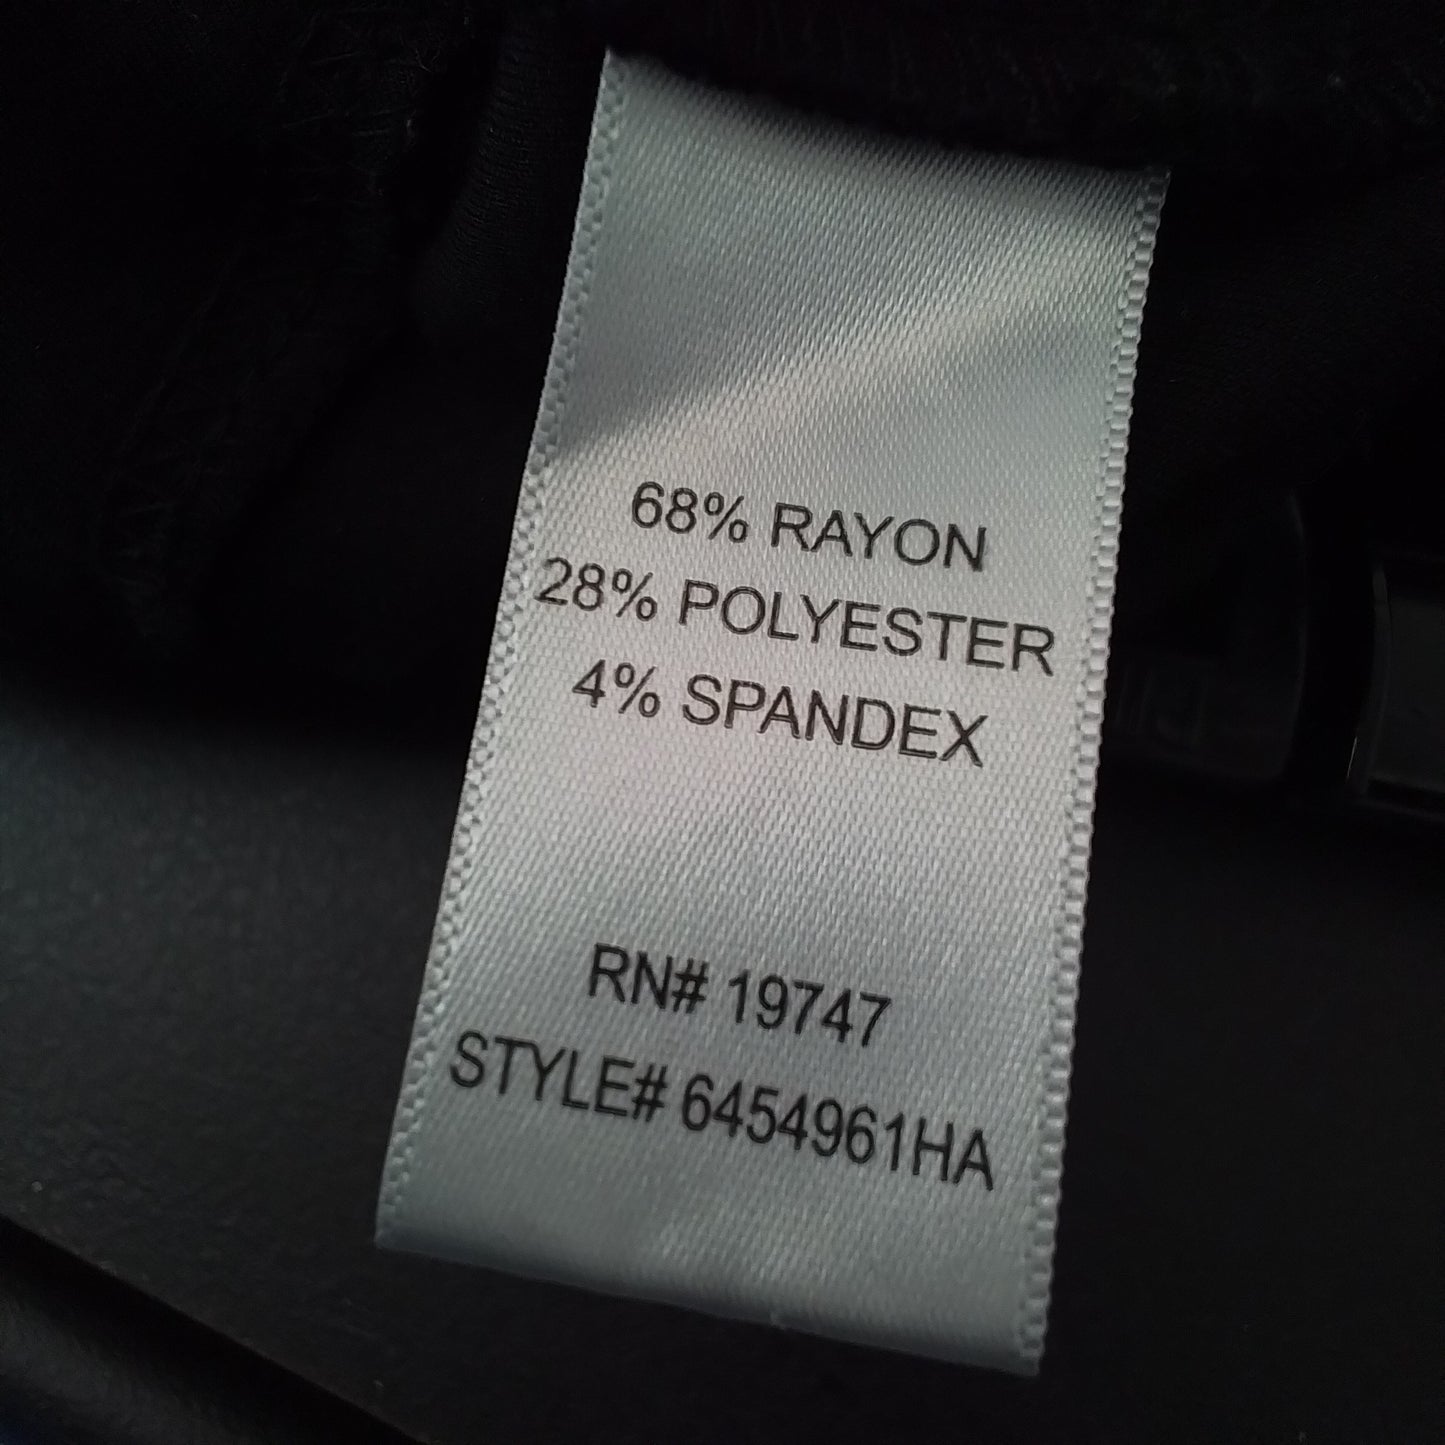 68% RAYON
28% POLYESTER
4% SPANDEX
RN# 19747
STYLE# 6454961HA